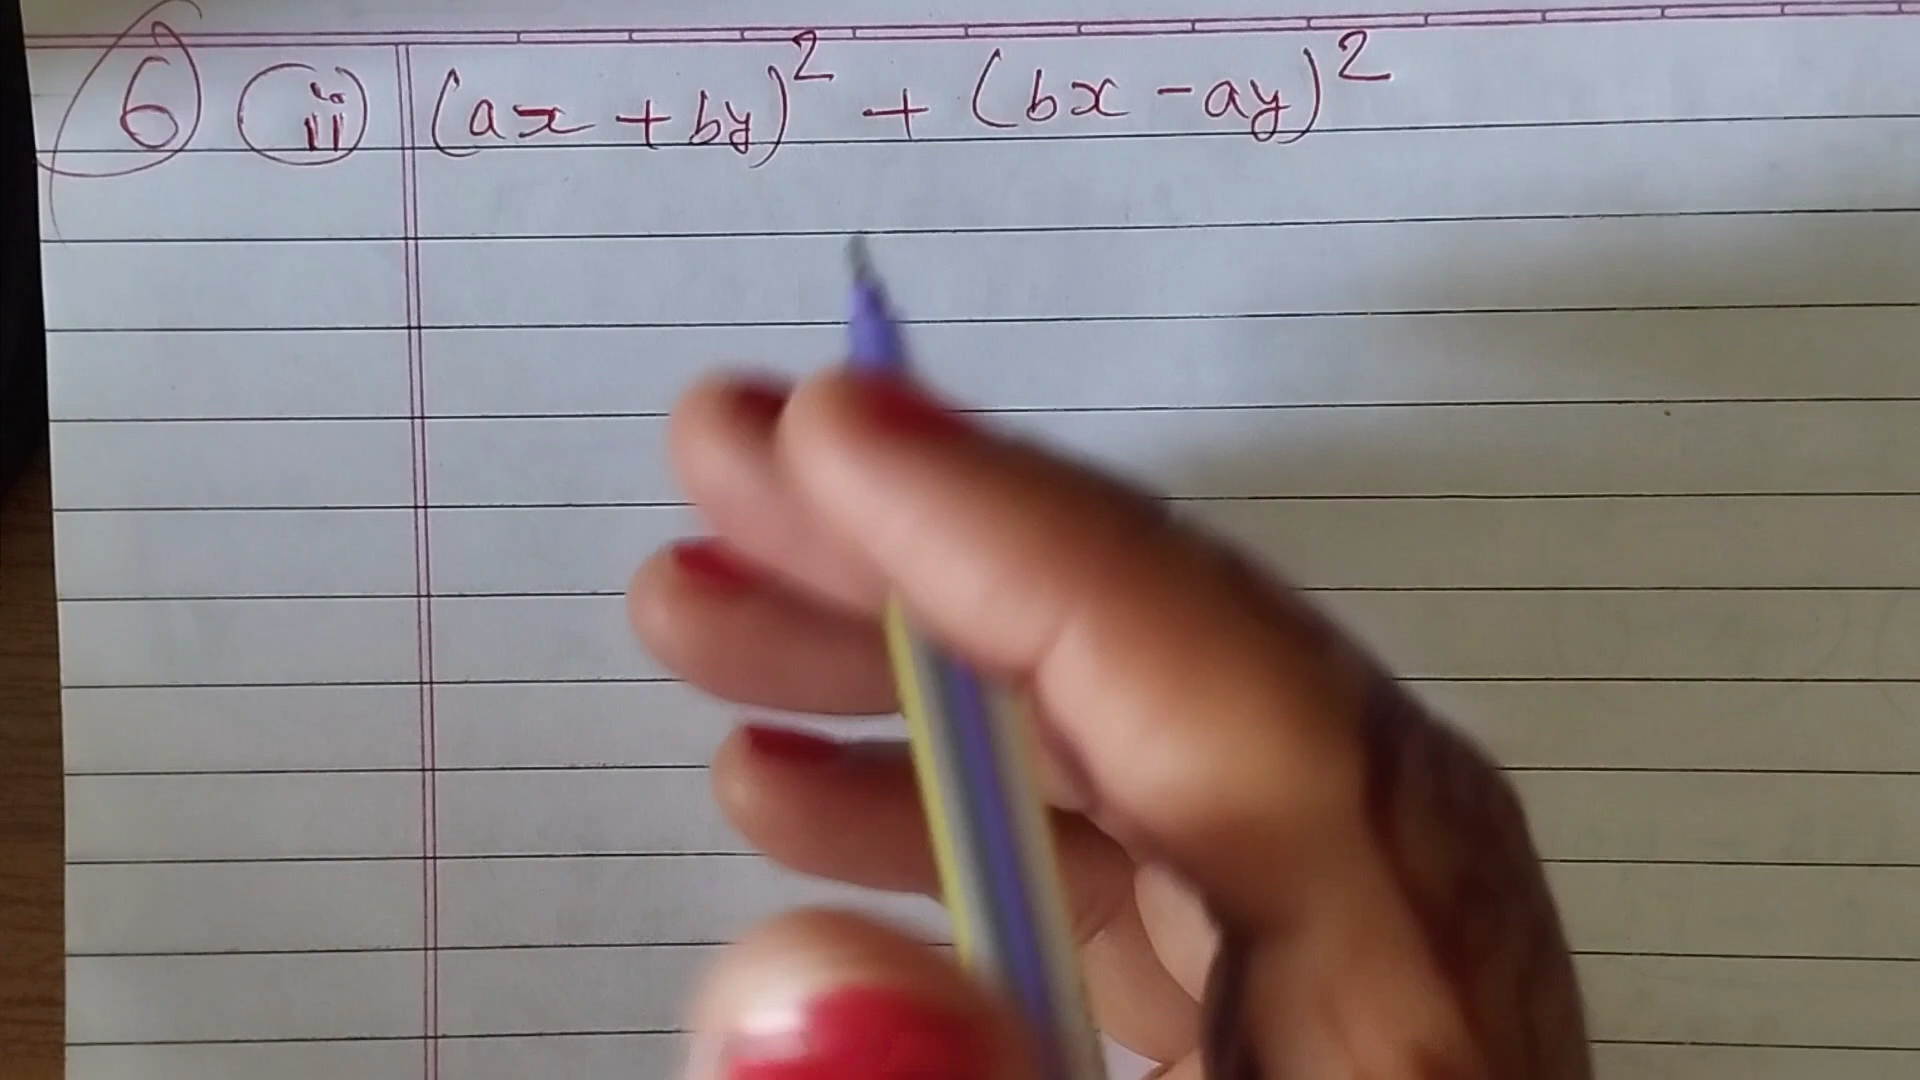 6 (ii) (ax + by)² + (bx - ay)²